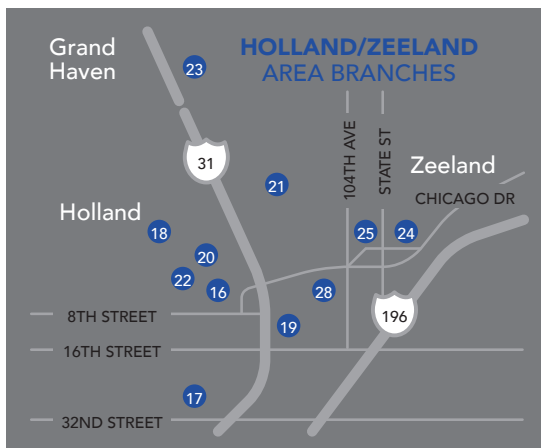 Grand
Haven
HOLLAND/ZEELAND
AREA BRANCHES
23
31
104TH AVE
STATE ST
Zeeland
21
CHICAGO DR
Holland
18
25
24
20
22
16
28
8TH STREET
19
196
16TH STREET
17
32ND STREET